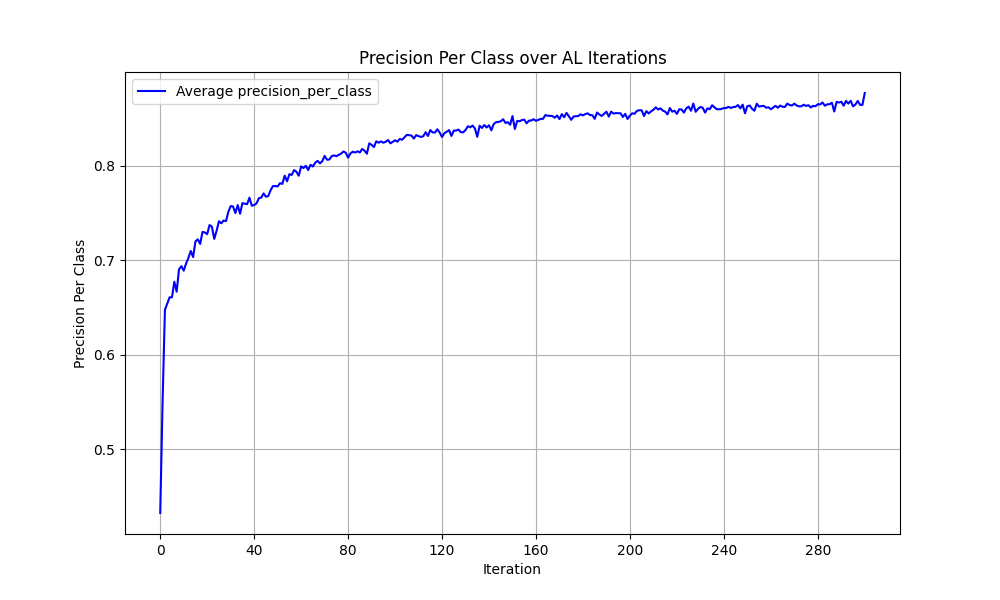 Precision Per Class over AL Iterations
Average precision_per_class
Precision Per Class
0.8
0.7
0.6
0.5
0 40 80 120 160 200 240 280
Iteration